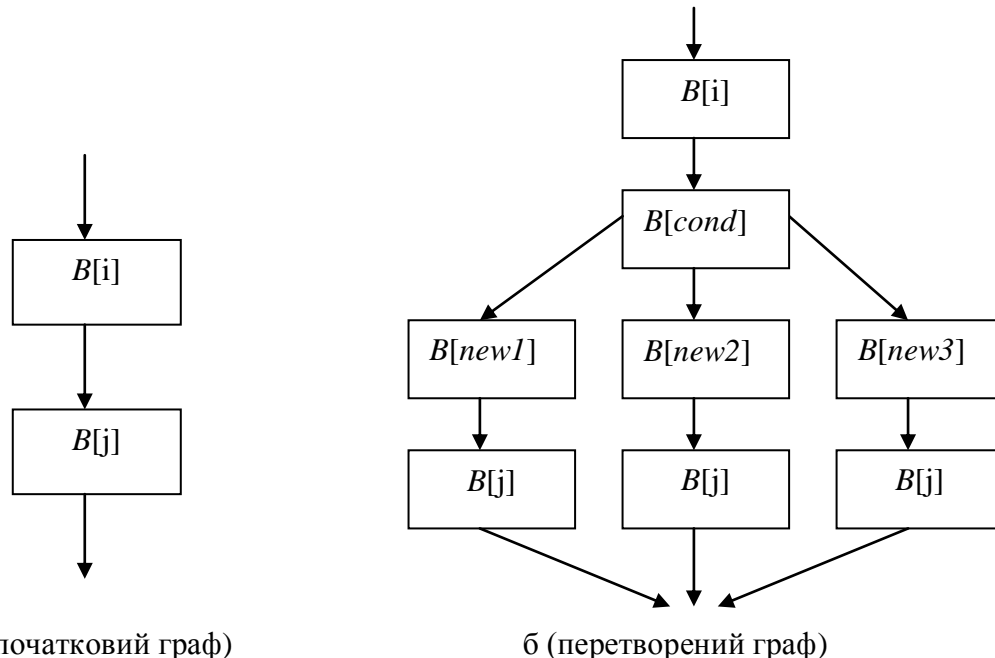 B[i]
B[cond]
B[i]
B[new1] B[new2] B[new3]
B[j]
B[j] B[j] B[j]
початковий граф) б (перетворений граф)